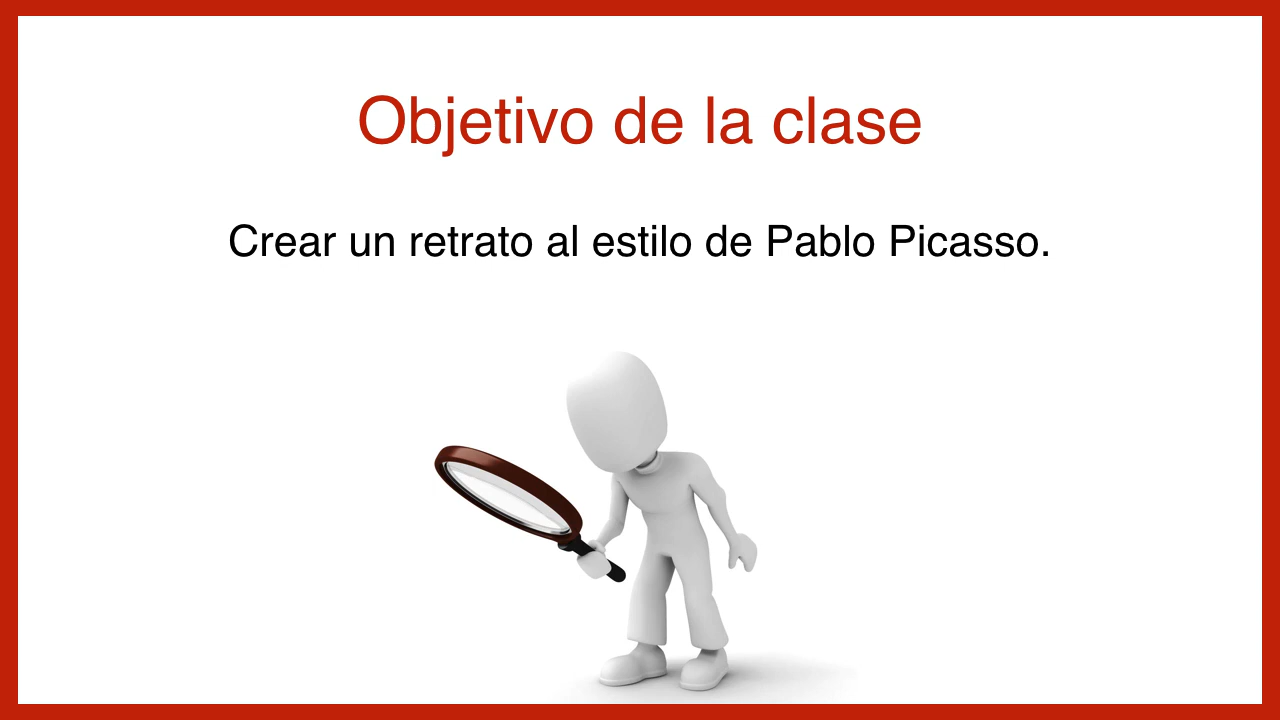 Objetivo de la clase
Crear un retrato al estilo de Pablo Picasso.